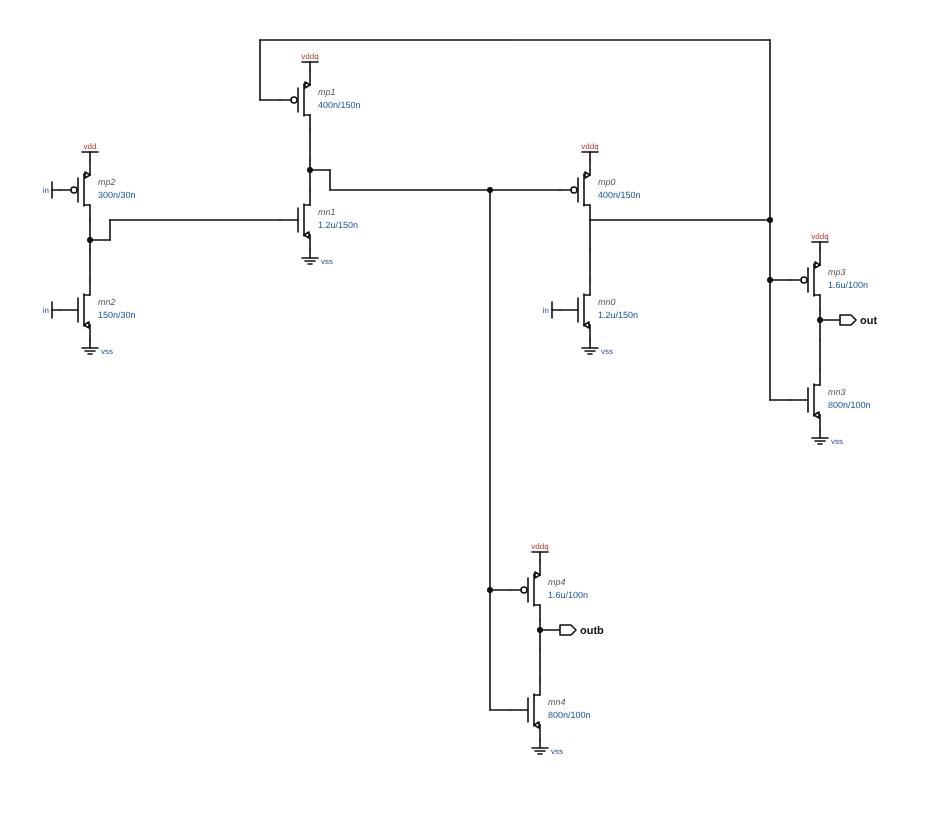 vddq
mp1
400n/150n
vdd
mp2
300n/30n
in
vddq
mp0
400n/150n
mn1
1.2u/150n
vss
vddq
mp3
1.6u/100n
mn2
150n/30n
in
vss
mn0
1.2u/150n
in
vss
out
mn3
800n/100n
vss
vddq
mp4
1.6u/100n
outb
mn4
800n/100n
vss